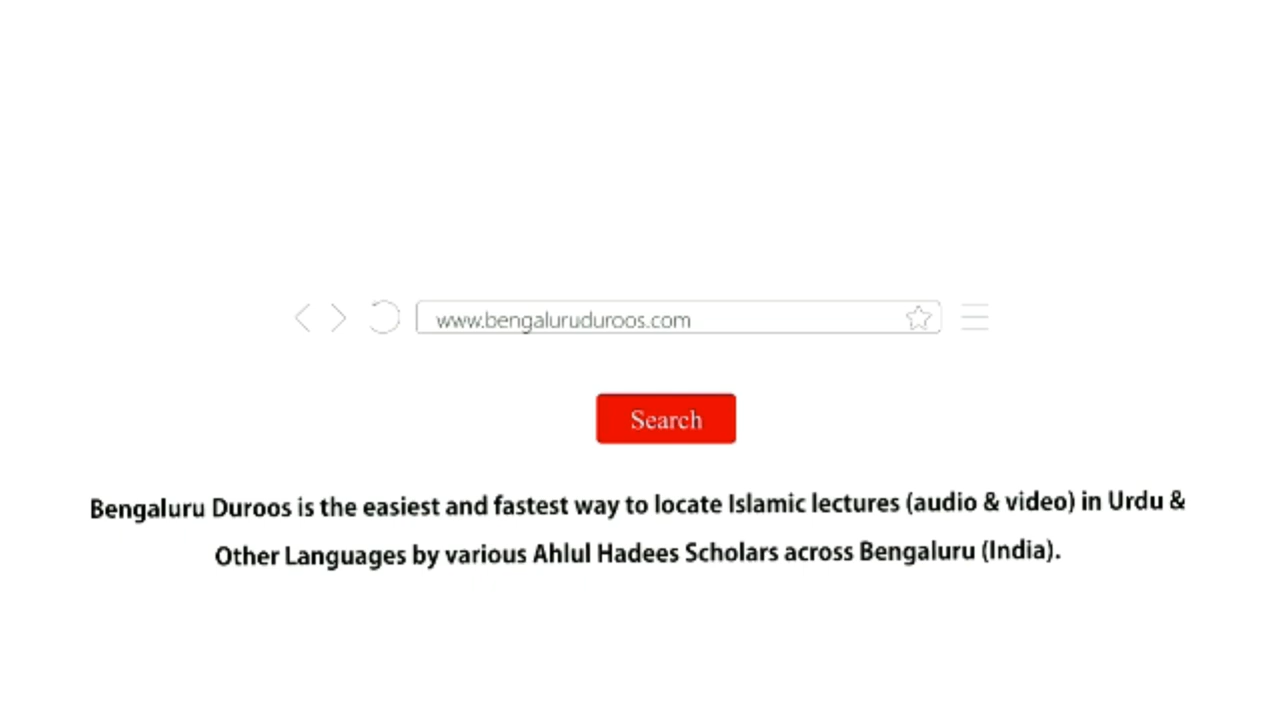 www.bengaluruduroos.com
Search
Bengaluru Duroos is the easiest and fastest way to locate Islamic lectures (audio & video) in Urdu &
Other Languages by various Ahlul Hadees Scholars across Bengaluru (India).